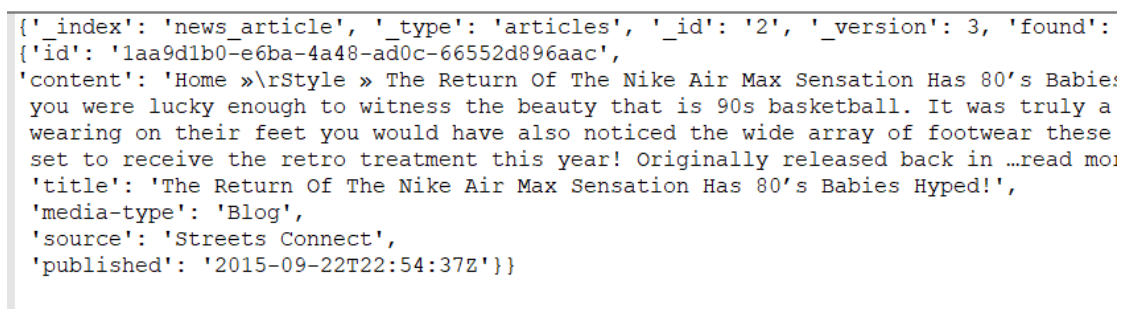 {'_index': 'news_article', '_type': 'articles', '_id': '2', '_version': 3, 'found':
{'id': '1aa9d1b0-e6ba-4a48-ad0c-66552d896aac',
'content': 'Home »\rStyle » The Return Of The Nike Air Max Sensation Has 80’s Babies
you were lucky enough to witness the beauty that is 90s basketball. It was truly a
wearing on their feet you would have also noticed the wide array of footwear these
set to receive the retro treatment this year! Originally released back in …read
'title': 'The Return Of The Nike Air Max Sensation Has 80’s Babies Hyped!',
'media-type': 'Blog',
'source': 'Streets Connect',
'published': '2015-09-22T22:54:37Z'}}